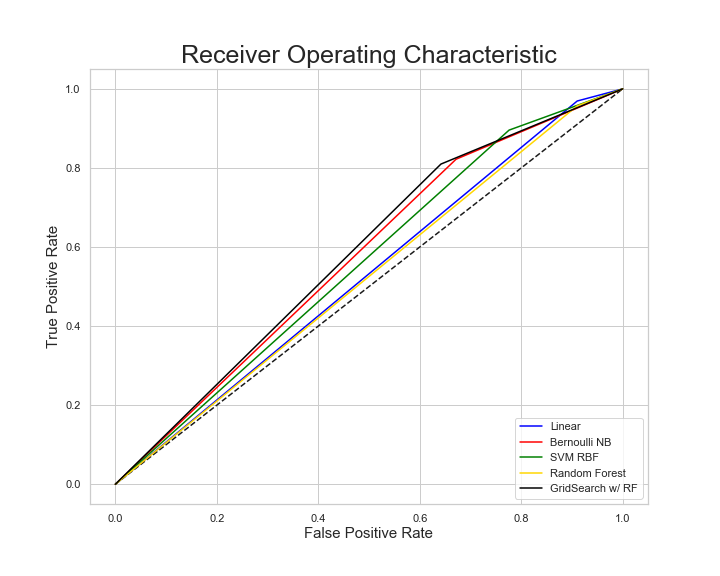 Receiver Operating Characteristic
True Positive Rate
1.0
0.8
0.6
0.4
0.2
0.0
Linear
Bernoulli NB
SVM RBF
Random Forest
GridSearch w/ RF
0.0 0.2 0.4 0.6 0.8 1.0
False Positive Rate